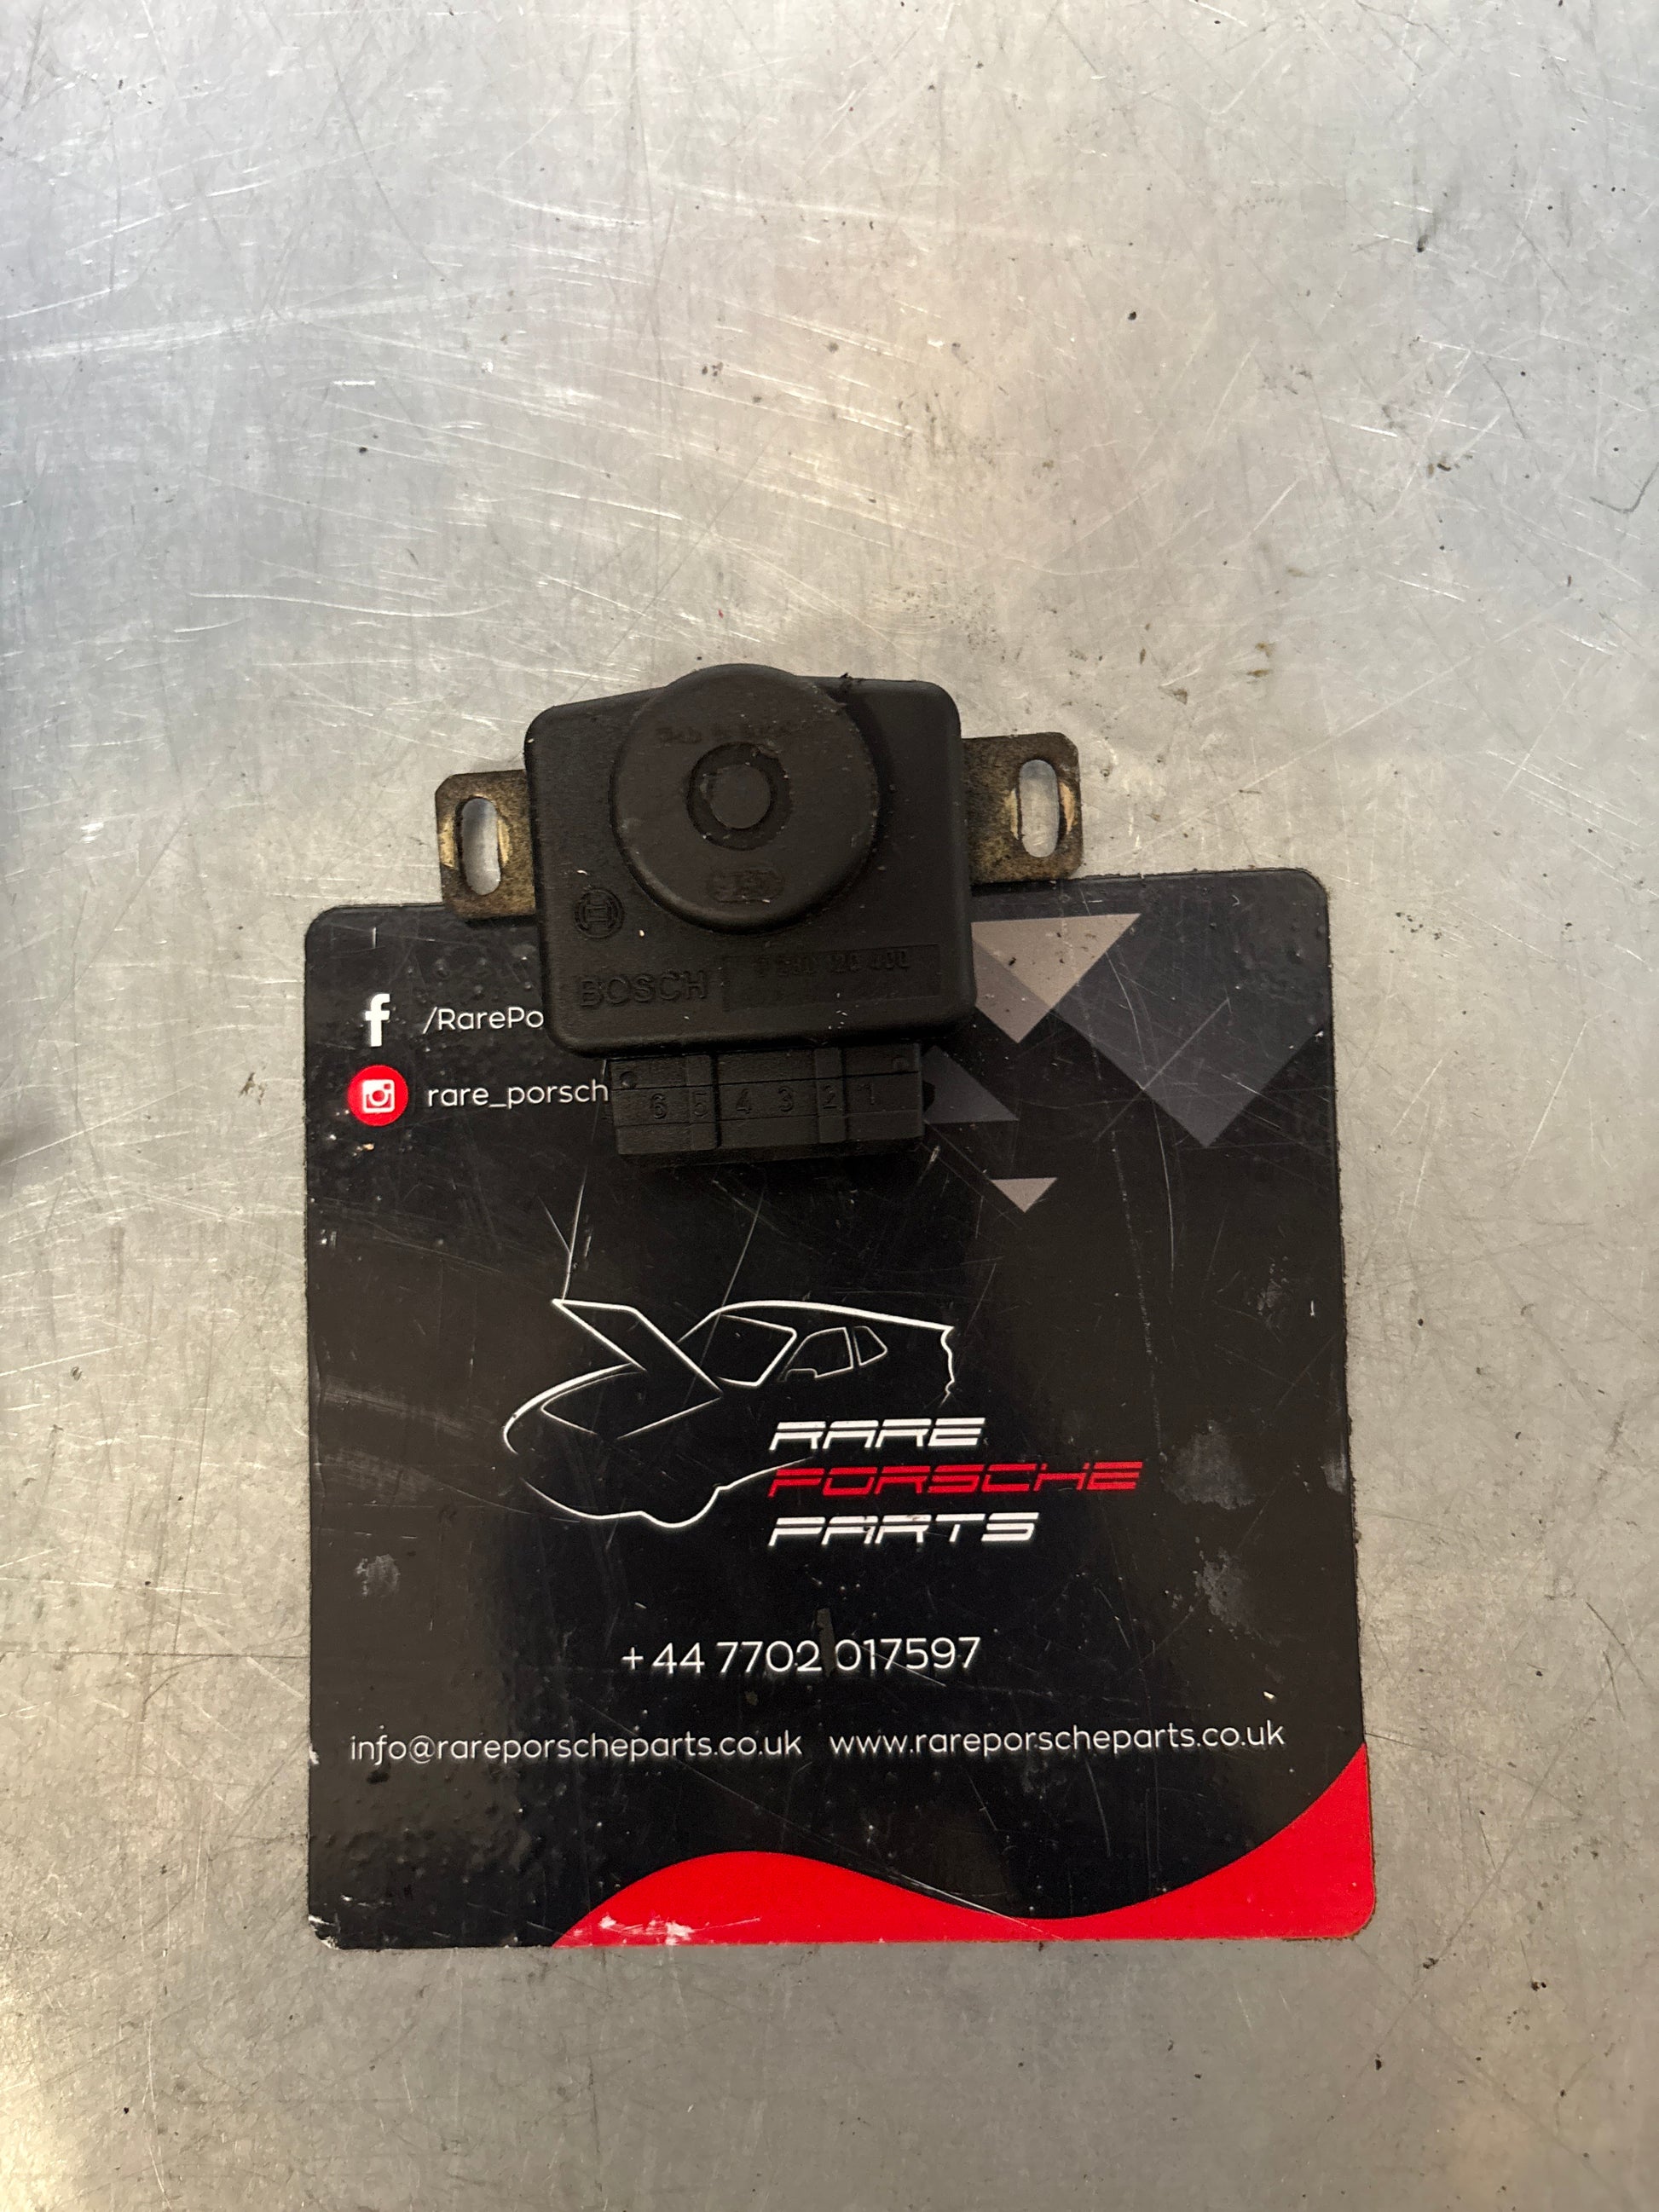 BOSCH
6 5 4 3 2 1
/RarePo
rare_porsch
RARE
PORSCHE
PARTS
+44 7702 017597
info@rareporscheparts.co.uk www.rareporscheparts.co.uk